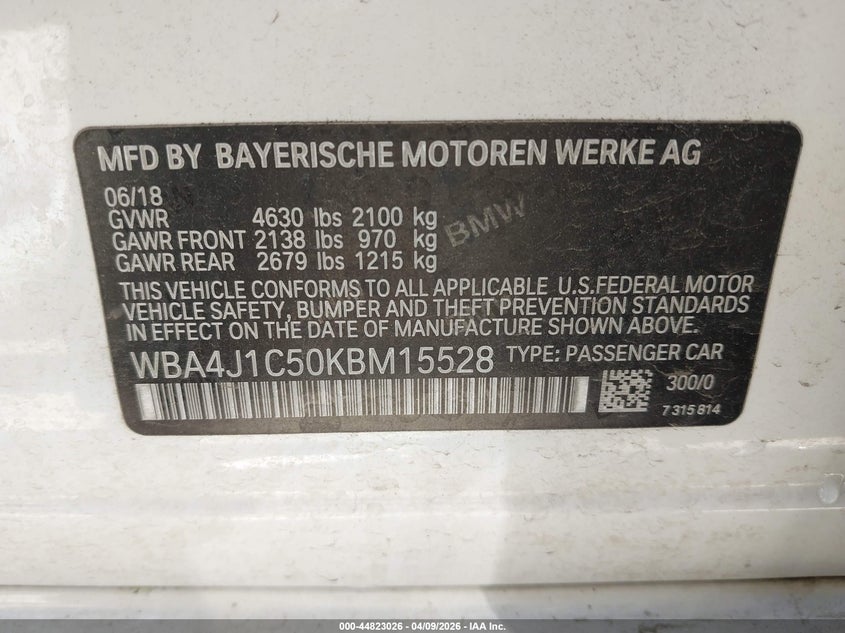 MFD BY BAYERISCHE MOTOREN WERKE AG
06/18
GVWR 4630 lbs 2100 kg
GAWR FRONT 2138 lbs 970 kg
GAWR REAR 2679 lbs 1215 kg
BMW
THIS VEHICLE CONFORMS TO ALL APPLICABLE U.S.FEDERAL MOTOR
VEHICLE SAFETY, BUMPER AND THEFT PREVENTION STANDARDS
IN EFFECT ON THE DATE OF MANUFACTURE SHOWN ABOVE.
WBA4J1C50KBM15528 TYPE: PASSENGER CAR
300/0
7 315 814
000-44823026 - 04/09/2026 - IAA Inc.